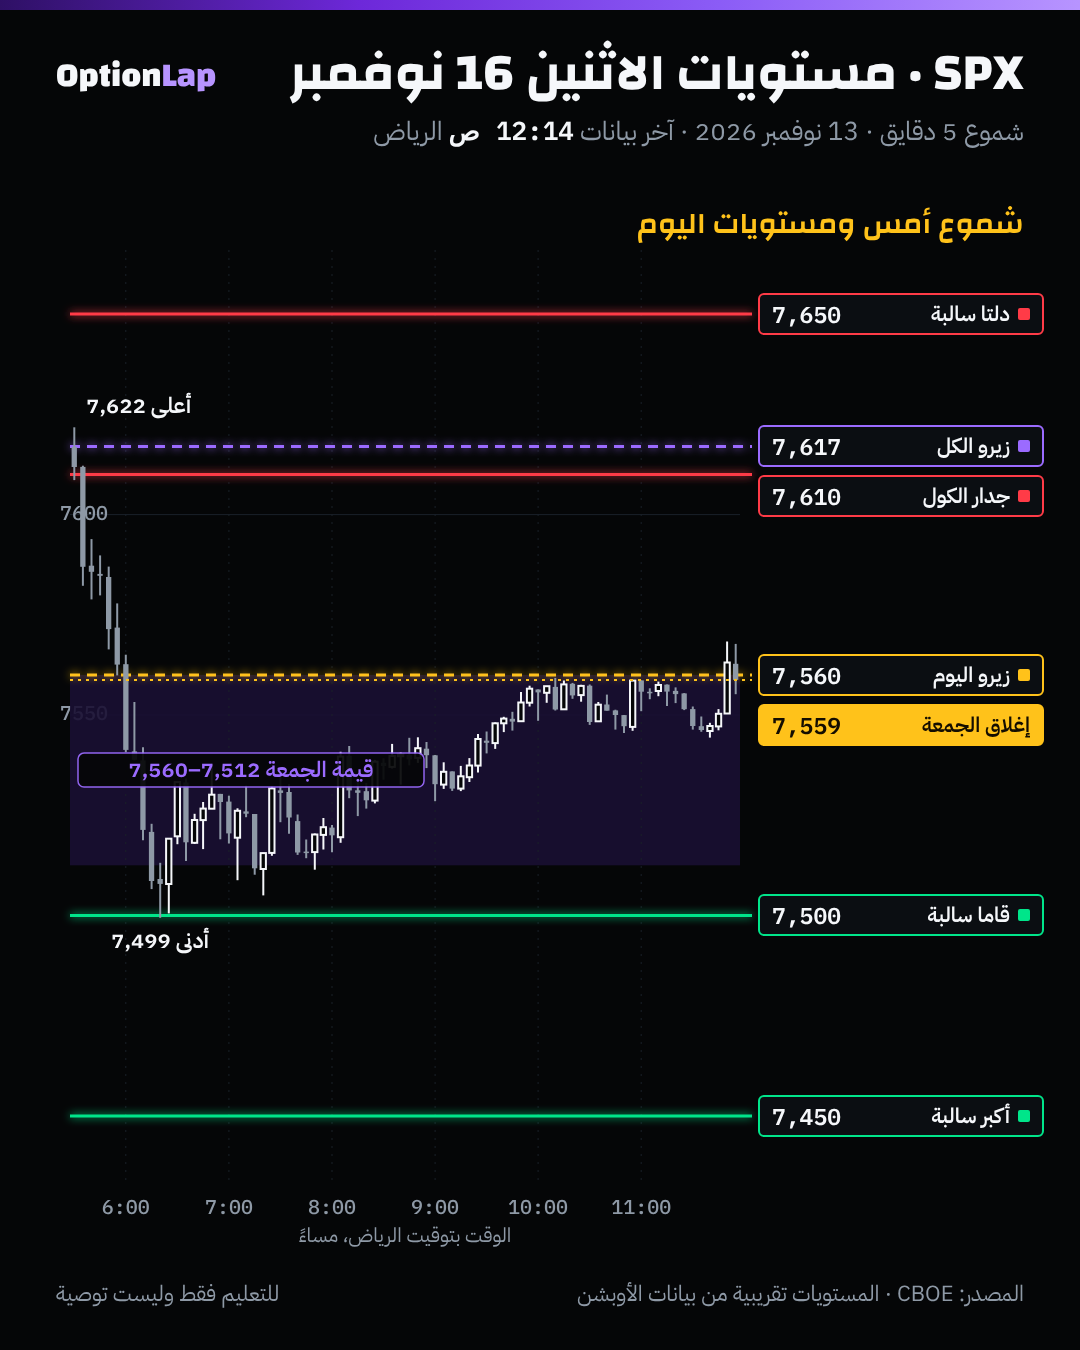 SPX · مستويات الاثنين 16 نوفمبر
OptionLap
شموع 5 دقايق · 13 نوفمبر 2026 · آخر بيانات 12:14 ص الرياض
شموع أمس ومستويات اليوم
دلتا سالبة 7,650
أعلى 7,622
زيرو الكل 7,617
جدار الكول 7,610
7600
زيرو اليوم 7,560
إغلاق الجمعة 7,559
7550
قيمة الجمعة 7,512–7,560
قاما سالبة 7,500
أدنى 7,499
أكبر سالبة 7,450
6:00 7:00 8:00 9:00 10:00 11:00
الوقت بتوقيت الرياض، مساءً
المصدر: CBOE · المستويات تقريبية من بيانات الأوبشن
للتعليم فقط وليست توصية